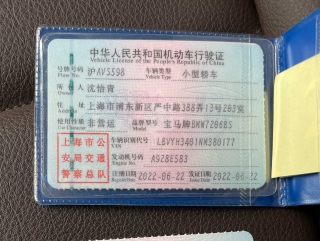 中华人民共和国机动车行驶证
Vehicle License of the People's Republic of China
号牌号码 沪AV5598 车辆类型 小型轿车
Plate No. Vehicle Type
所有人 沈怡青
Owner
住址 上海市浦东新区严中路388弄13号203室
Address
使用性质 非营运 品牌型号 宝马牌BMW7200BS
Use Character Model
上海市公 车辆识别代号 LBVYH3481NM380177
安局交通 VIN
警察总队 发动机号码 A928E583
Engine No.
注册日期 2022-06-22 发证日期 2022-06-22
Register Date Issue Date